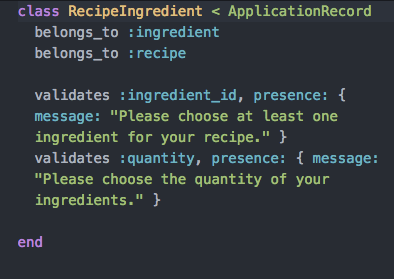 class RecipeIngredient < ApplicationRecord
  belongs_to :ingredient
  belongs_to :recipe

  validates :ingredient_id, presence: {
  message: "Please choose at least one
  ingredient for your recipe." }
  validates :quantity, presence: { message:
  "Please choose the quantity of your
  ingredients." }

end